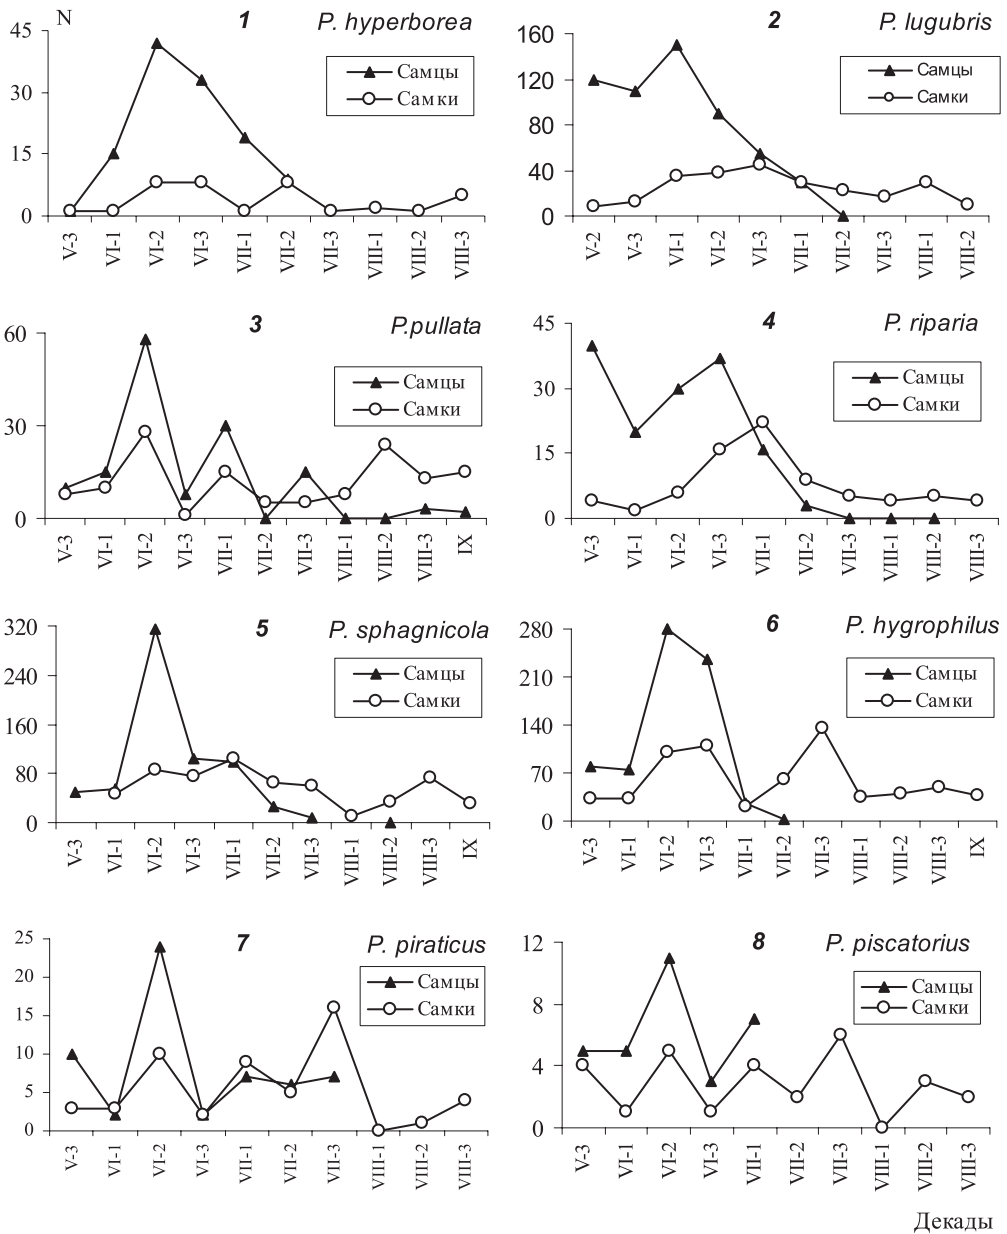 N
1 P. hyperborea
Самцы
Самки
45
30
15
0
V-3 VI-1 VI-2 VI-3 VII-1 VII-2 VII-3 VIII-1 VIII-2 VIII-3
2 P. lugubris
Самцы
Самки
160
120
80
40
0
V-2 V-3 VI-1 VI-2 VI-3 VII-1 VII-2 VII-3 VIII-1 VIII-2
3 P.pullata
Самцы
Самки
60
30
0
V-3 VI-1 VI-2 VI-3 VII-1 VII-2 VII-3 VIII-1 VIII-2 VIII-3 IX
4 P. riparia
Самцы
Самки
45
30
15
0
V-3 VI-1 VI-2 VI-3 VII-1 VII-2 VII-3 VIII-1 VIII-2 VIII-3
5 P. sphagnicola
Самцы
Самки
320
240
160
80
0
V-3 VI-1 VI-2 VI-3 VII-1 VII-2 VII-3 VIII-1 VIII-2 VIII-3 IX
6 P. hygrophilus
Самцы
Самки
280
210
140
70
0
V-3 VI-1 VI-2 VI-3 VII-1 VII-2 VII-3 VIII-1 VIII-2 VIII-3 IX
7 P. piraticus
Самцы
Самки
25
20
15
10
5
0
V-3 VI-1 VI-2 VI-3 VII-1 VII-2 VII-3 VIII-1 VIII-2 VIII-3
8 P. piscatorius
Самцы
Самки
12
8
4
0
V-3 VI-1 VI-2 VI-3 VII-1 VII-2 VII-3 VIII-1 VIII-2 VIII-3
Декады